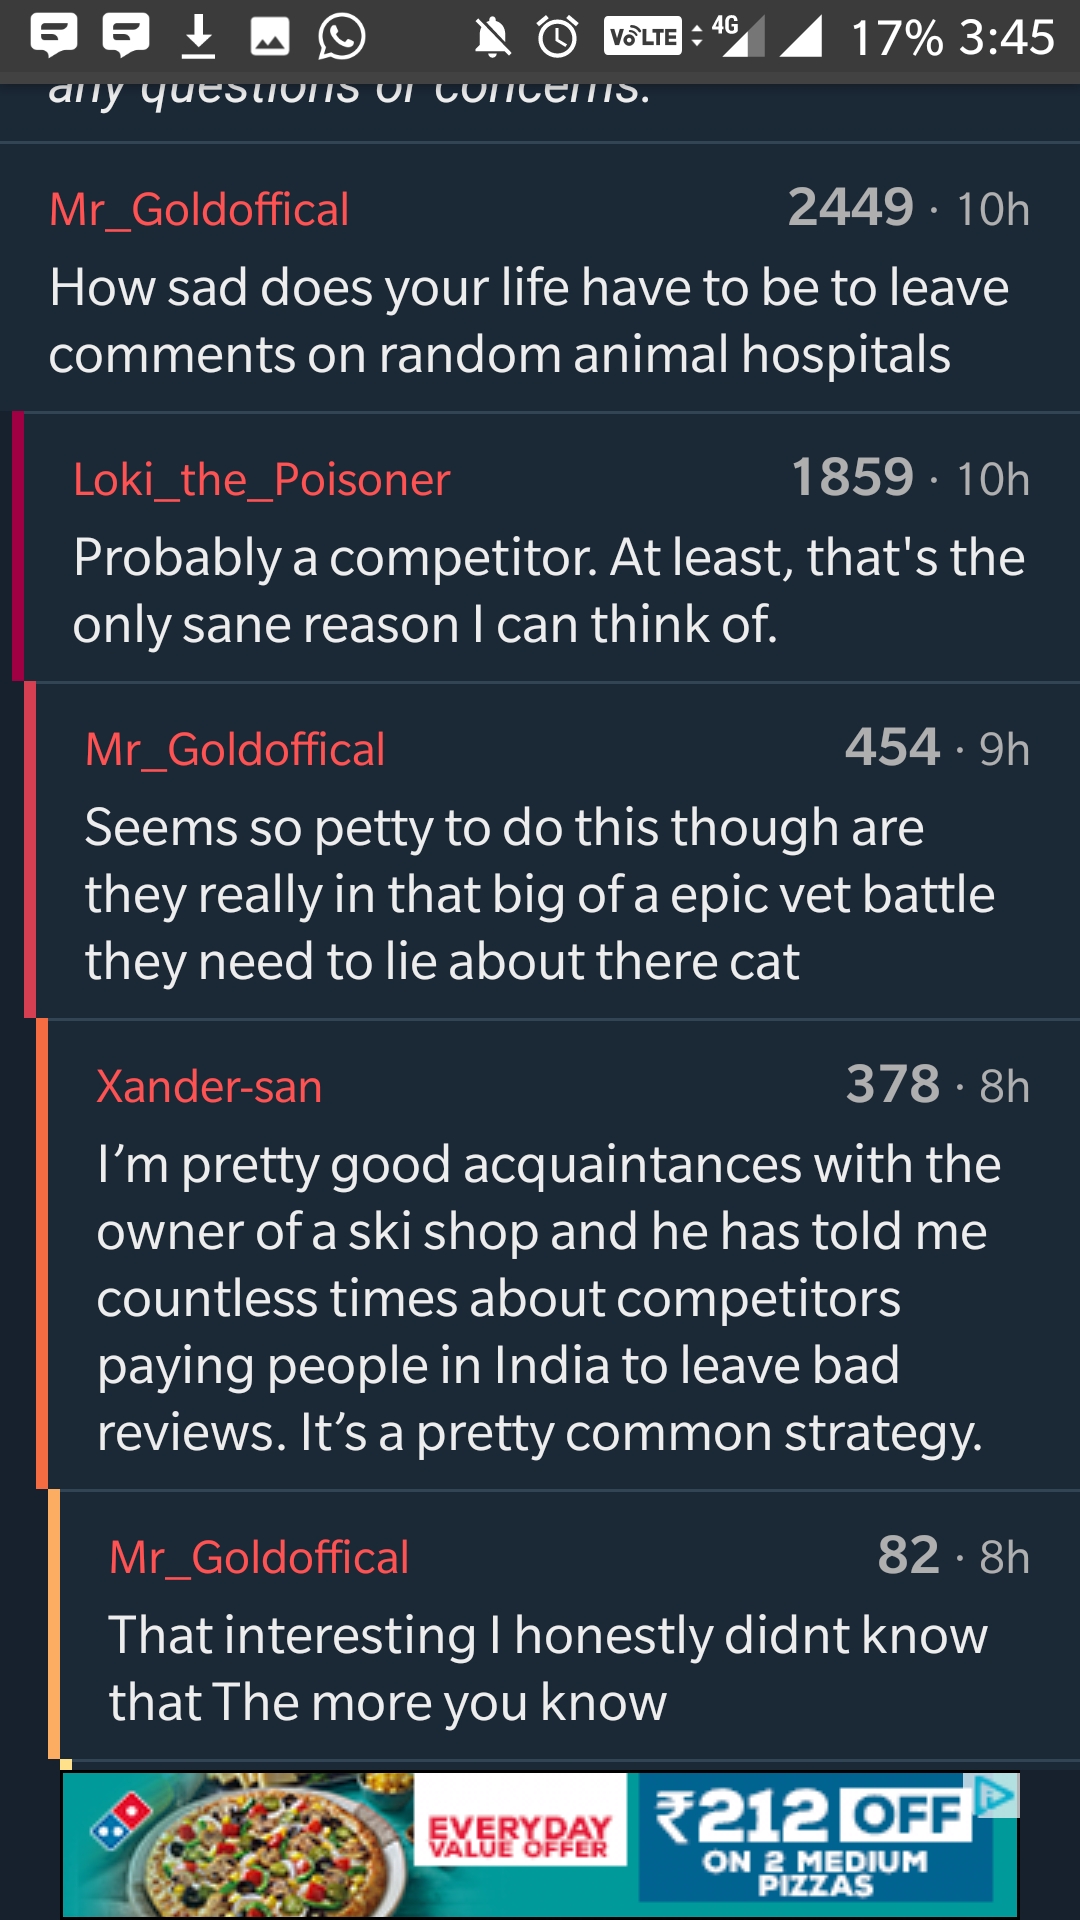 VoLTE 4G 17% 3:45
any questions or concerns.
Mr_Goldoffical 2449 · 10h
How sad does your life have to be to leave
comments on random animal hospitals
Loki_the_Poisoner 1859 · 10h
Probably a competitor. At least, that's the
only sane reason I can think of.
Mr_Goldoffical 454 · 9h
Seems so petty to do this though are
they really in that big of a epic vet battle
they need to lie about there cat
Xander-san 378 · 8h
I’m pretty good acquaintances with the
owner of a ski shop and he has told me
countless times about competitors
paying people in India to leave bad
reviews. It’s a pretty common strategy.
Mr_Goldoffical 82 · 8h
That interesting I honestly didnt know
that The more you know
EVERYDAY
VALUE OFFER
₹212 OFF
ON 2 MEDIUM
PIZZAS